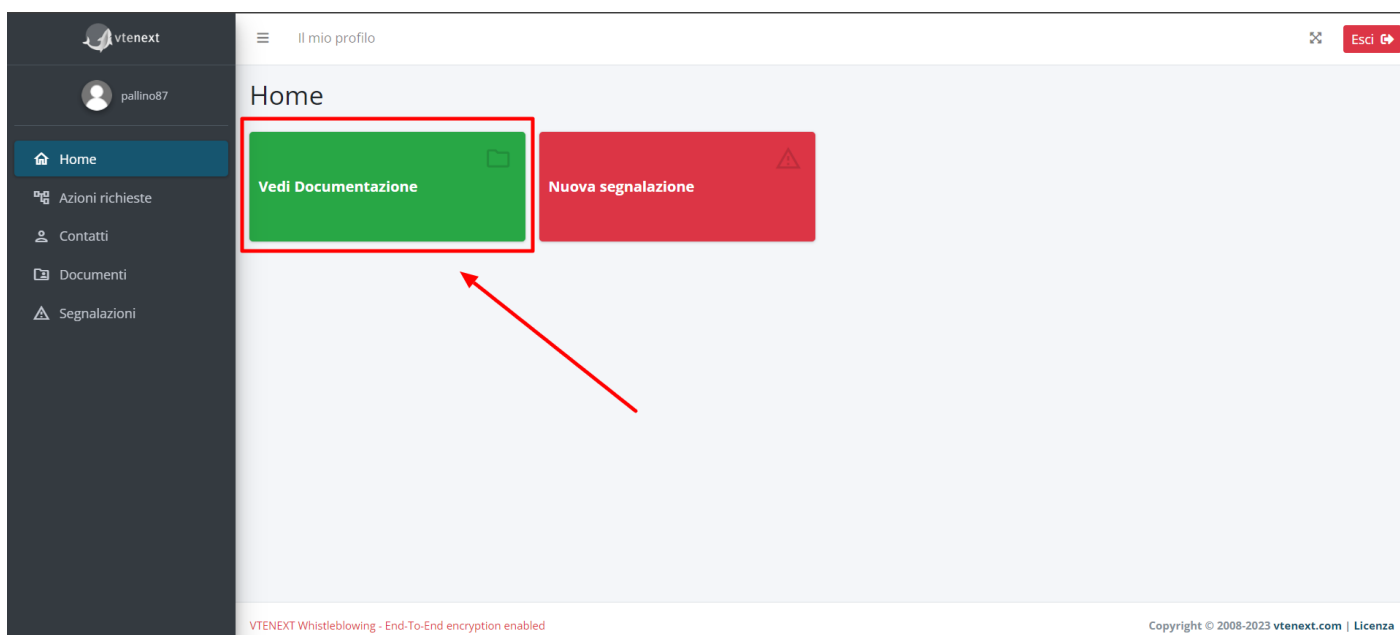 vtenext
Il mio profilo
Esci
pallino87
Home
Home
Azioni richieste
Contatti
Documenti
Segnalazioni
Vedi Documentazione
Nuova segnalazione
VTENEXT Whistleblowing - End-To-End encryption enabled
Copyright © 2008-2023 vtenext.com | Licenza